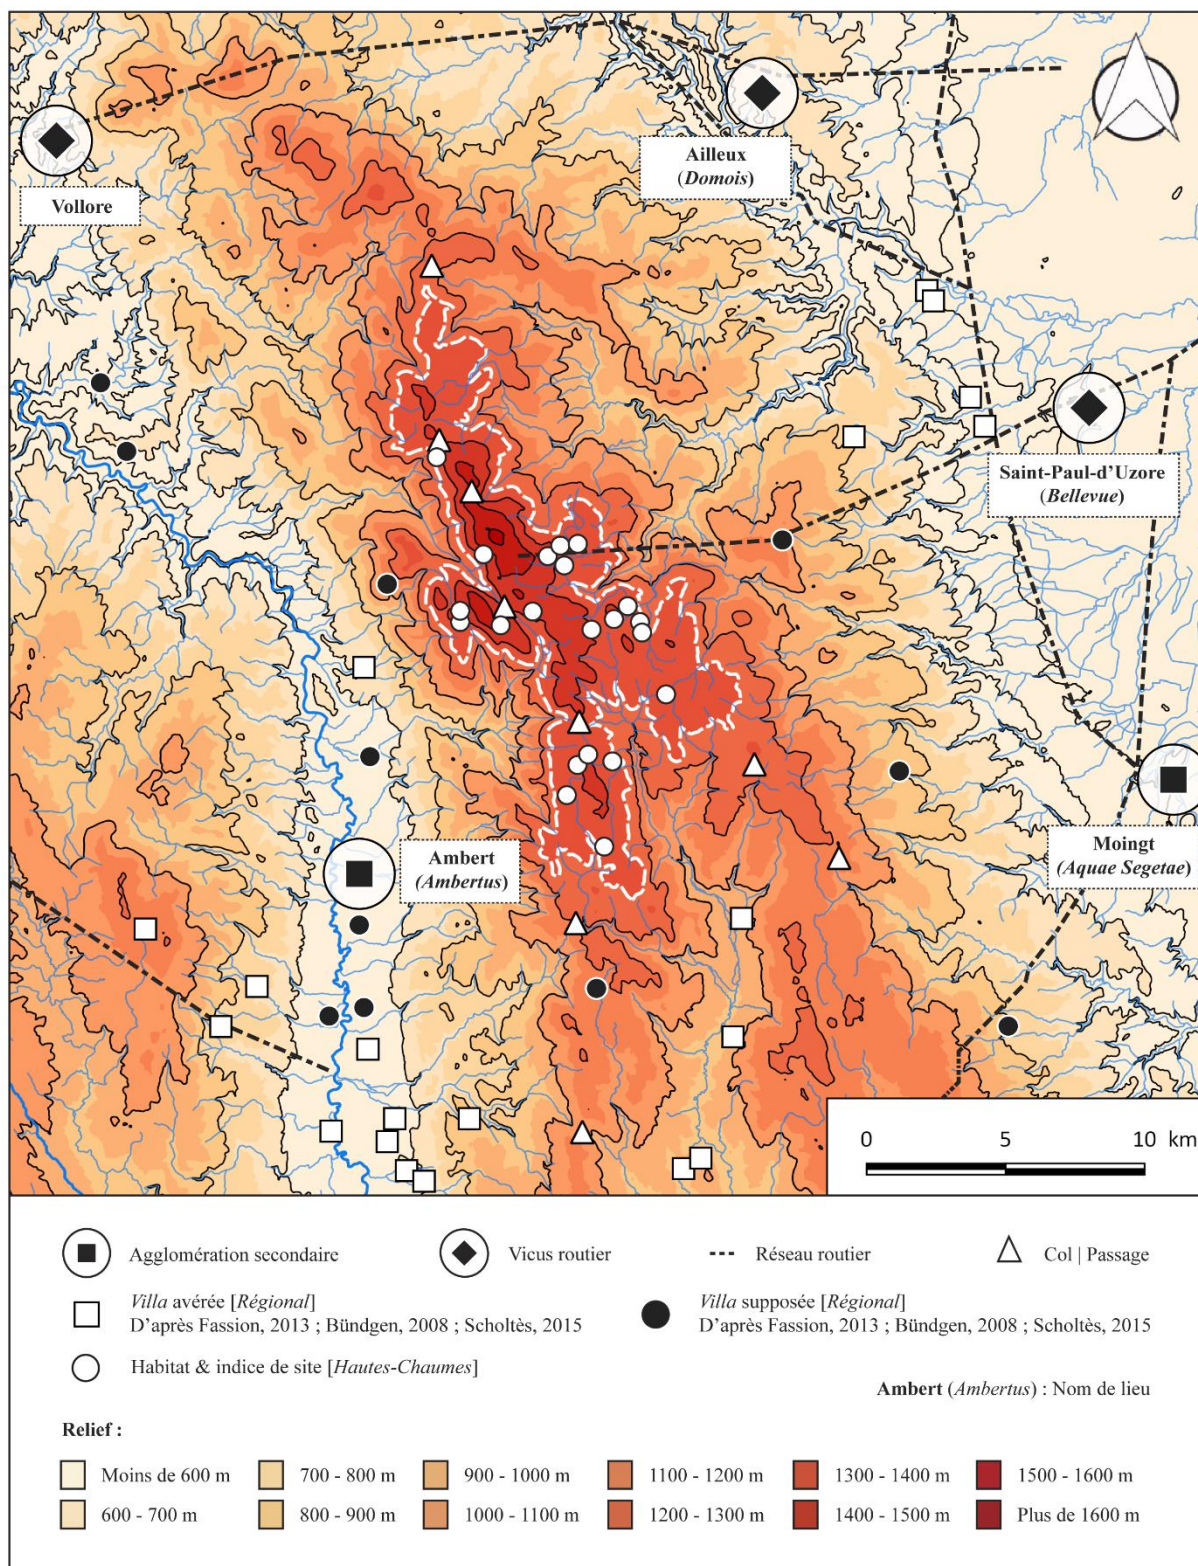 Ailleux
(Domois)
Vollore
Saint-Paul-d'Uzore
(Bellevue)
Ambert
(Ambertus)
Moingt
(Aquae Segetae)
0 5 10 km
Agglomération secondaire
Vicus routier
Réseau routier
Col | Passage
Villa avérée [Régional]
D'après Fassion, 2013 ; Bündgen, 2008 ; Scholtès, 2015
Villa supposée [Régional]
D'après Fassion, 2013 ; Bündgen, 2008 ; Scholtès, 2015
Habitat & indice de site [Hautes-Chaumes]
Ambert (Ambertus) : Nom de lieu
Relief :
Moins de 600 m
700 - 800 m
900 - 1000 m
1100 - 1200 m
1300 - 1400 m
1500 - 1600 m
600 - 700 m
800 - 900 m
1000 - 1100 m
1200 - 1300 m
1400 - 1500 m
Plus de 1600 m